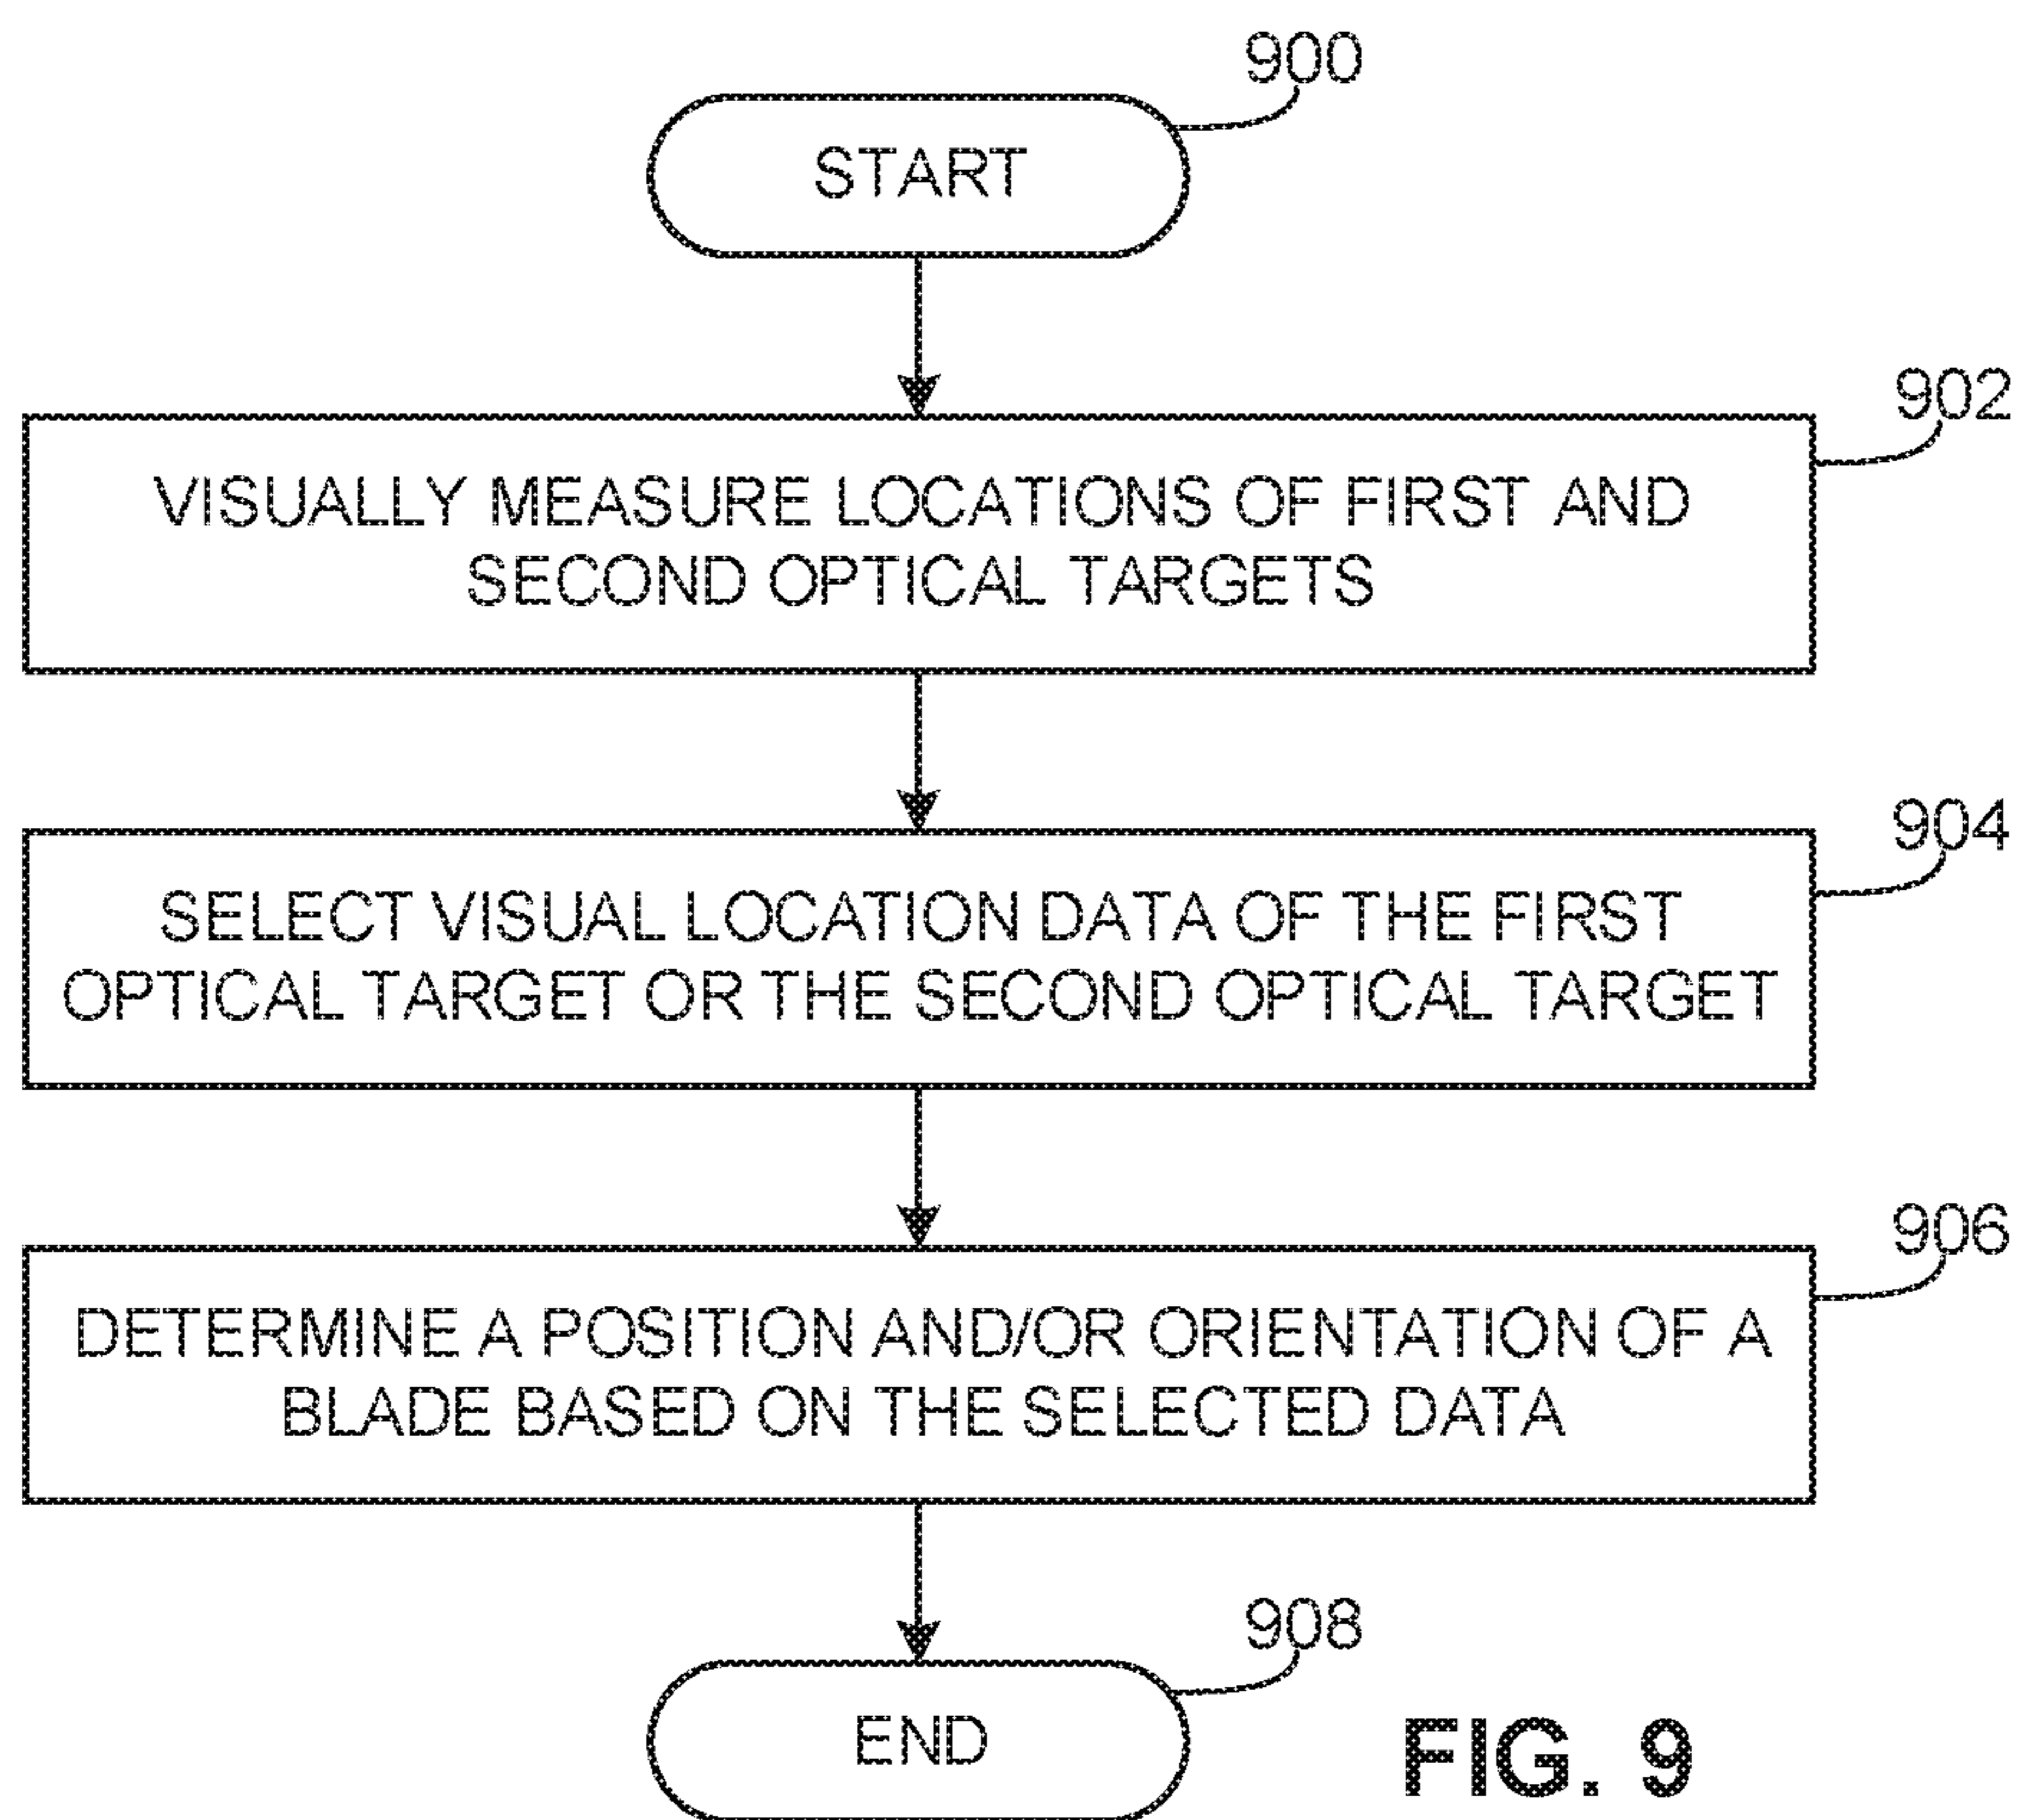 900
START
902
VISUALLY MEASURE LOCATIONS OF FIRST AND
SECOND OPTICAL TARGETS
904
SELECT VISUAL LOCATION DATA OF THE FIRST
OPTICAL TARGET OR THE SECOND OPTICAL TARGET
906
DETERMINE A POSITION AND/OR ORIENTATION OF A
BLADE BASED ON THE SELECTED DATA
908
END
FIG. 9